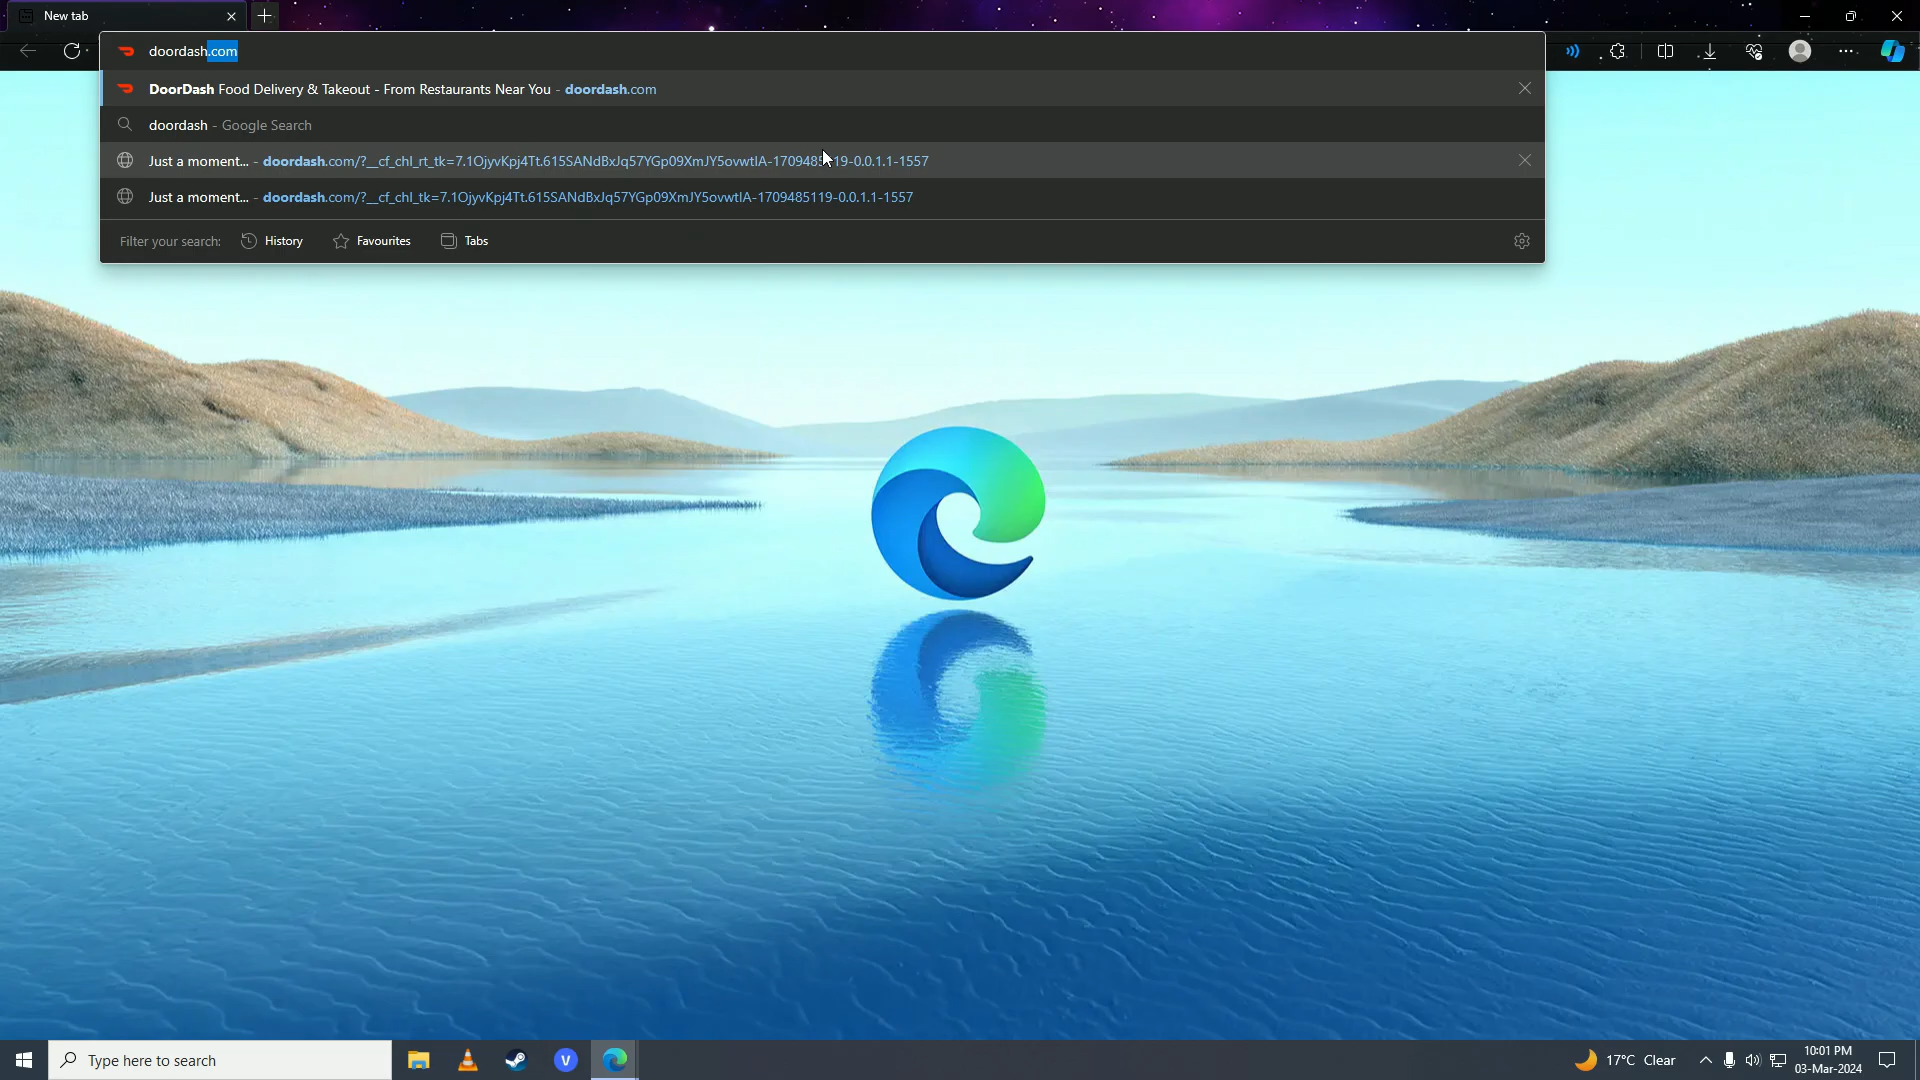 New tab
doordash.com
DoorDash Food Delivery & Takeout - From Restaurants Near You - doordash.com
doordash - Google Search
Just a moment... - doordash.com/?__cf_chl_rt_tk=7.1OjyvKpj4Tt.615SANdBxJq57YGp09XmJY5ovwtIA-1709485119-0.0.1.1-1557
Just a moment... - doordash.com/?__cf_chl_tk=7.1OjyvKpj4Tt.615SANdBxJq57YGp09XmJY5ovwtIA-1709485119-0.0.1.1-1557
Filter your search: History Favourites Tabs
Type here to search
V
17°C Clear
10:01 PM
03-Mar-2024